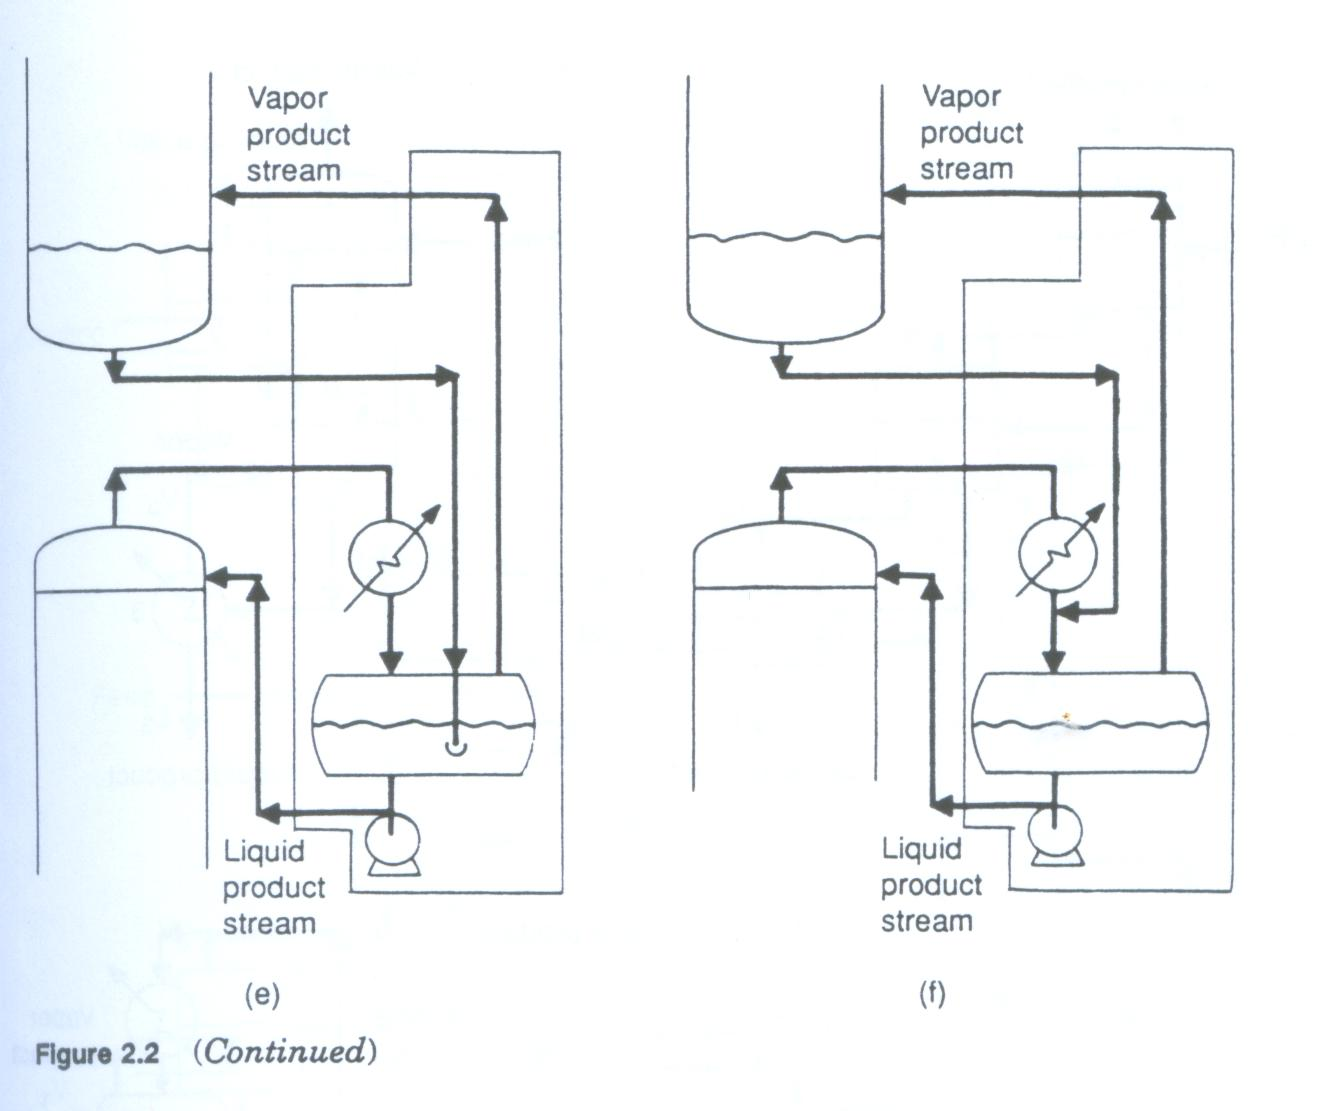 Vapor
product
stream
Vapor
product
stream
Liquid
product
stream
Liquid
product
stream
(e)
(f)
Figure 2.2 (Continued)